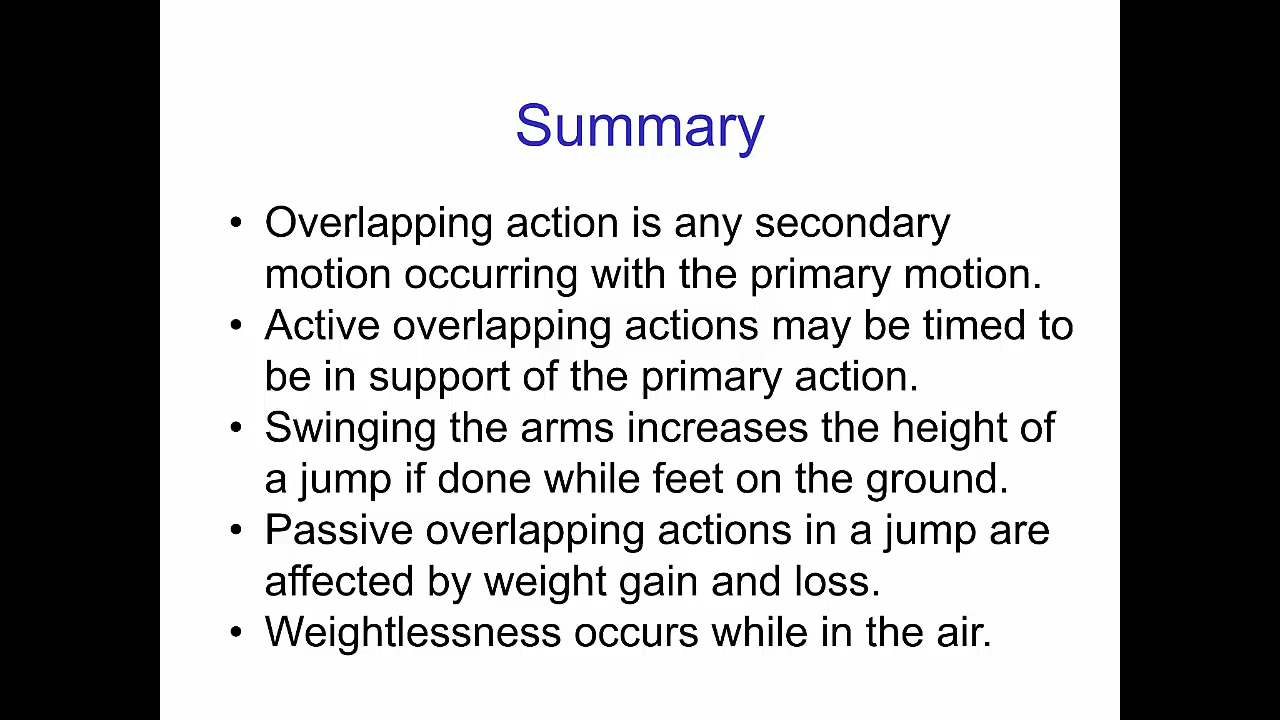 Summary
• Overlapping action is any secondary
motion occurring with the primary motion.
• Active overlapping actions may be timed to
be in support of the primary action.
• Swinging the arms increases the height of
a jump if done while feet on the ground.
• Passive overlapping actions in a jump are
affected by weight gain and loss.
• Weightlessness occurs while in the air.